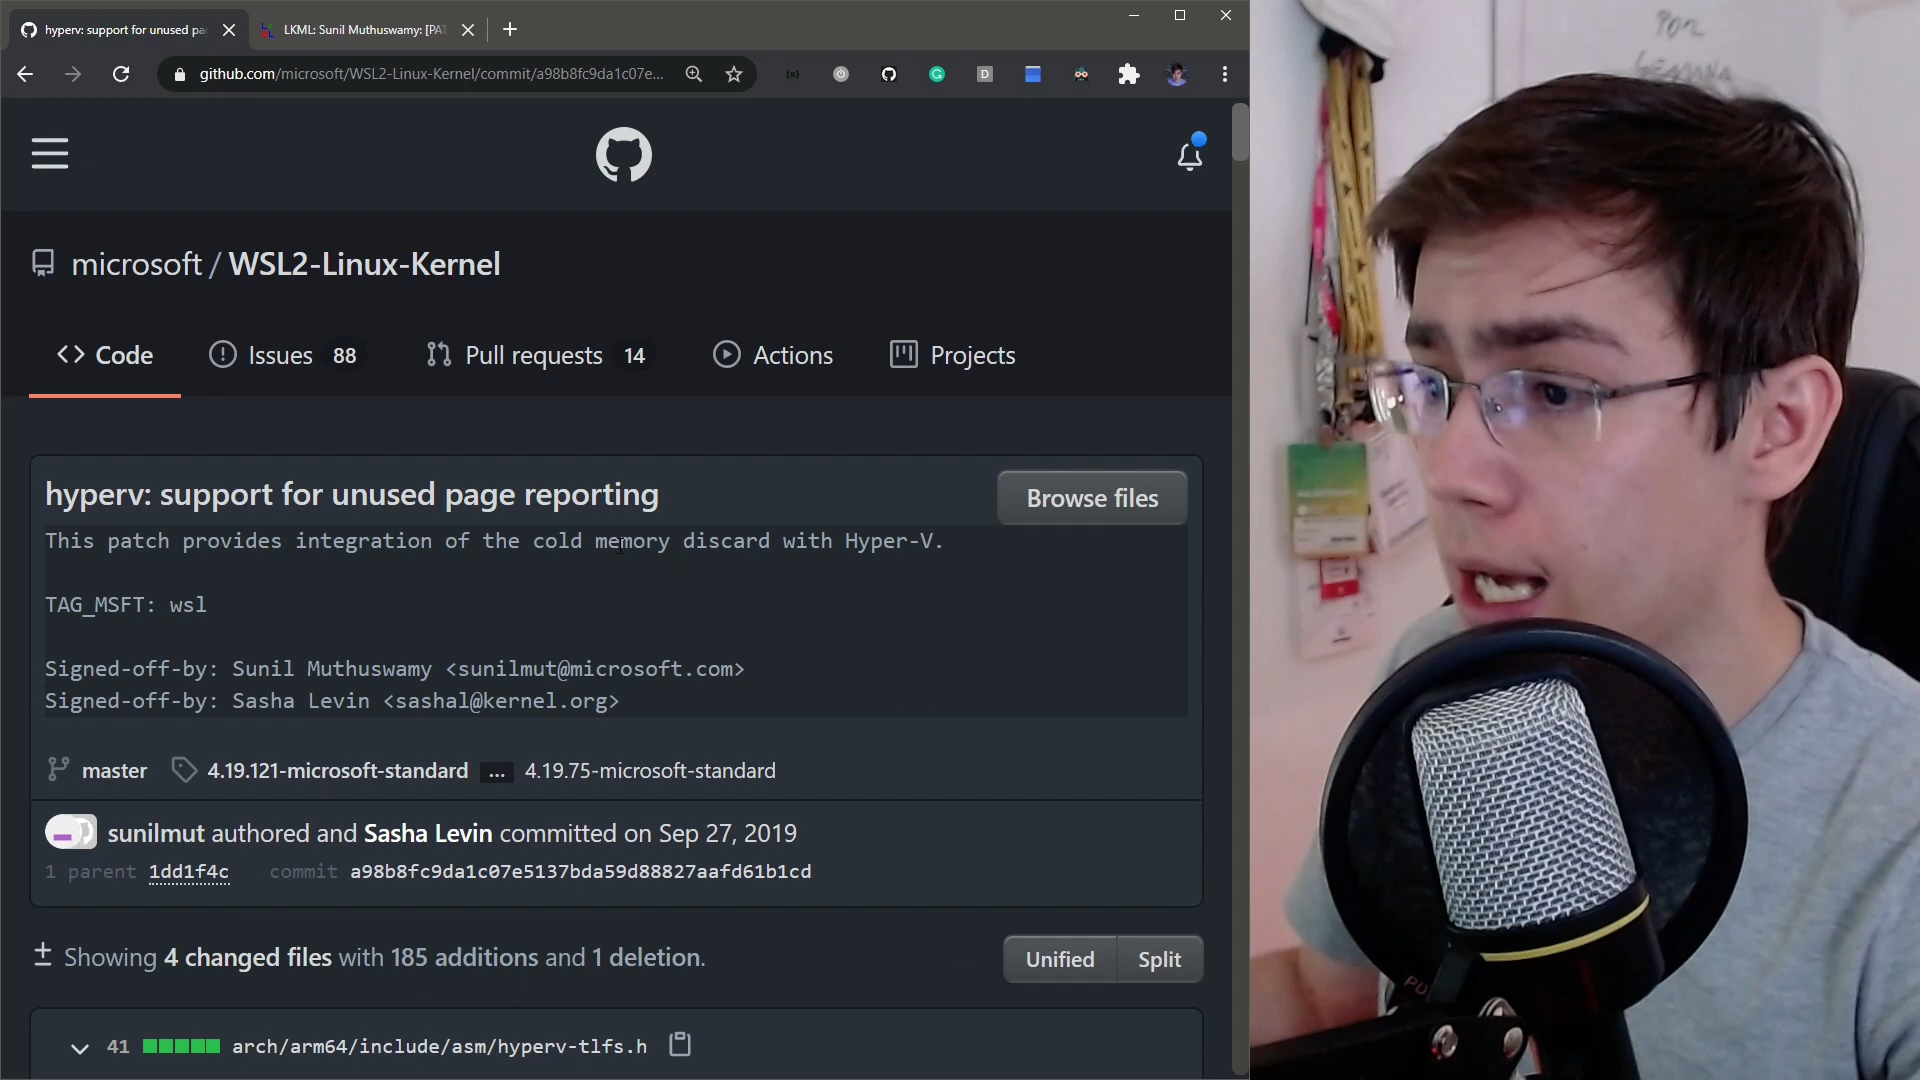 hyperv: support for unused pa
LKML: Sunil Muthuswamy: [PAT
github.com/microsoft/WSL2-Linux-Kernel/commit/a98b8fc9da1c07e...
microsoft / WSL2-Linux-Kernel
Code Issues 88 Pull requests 14 Actions Projects
hyperv: support for unused page reporting
Browse files
This patch provides integration of the cold memory discard with Hyper-V.
TAG_MSFT: wsl
Signed-off-by: Sunil Muthuswamy <sunilmut@microsoft.com>
Signed-off-by: Sasha Levin <sashal@kernel.org>
master 4.19.121-microsoft-standard ... 4.19.75-microsoft-standard
sunilmut authored and Sasha Levin committed on Sep 27, 2019
1 parent 1dd1f4c commit a98b8fc9da1c07e5137bda59d88827aafd61b1cd
Showing 4 changed files with 185 additions and 1 deletion.
Unified Split
41 arch/arm64/include/asm/hyperv-tlfs.h
POR
SEMANA